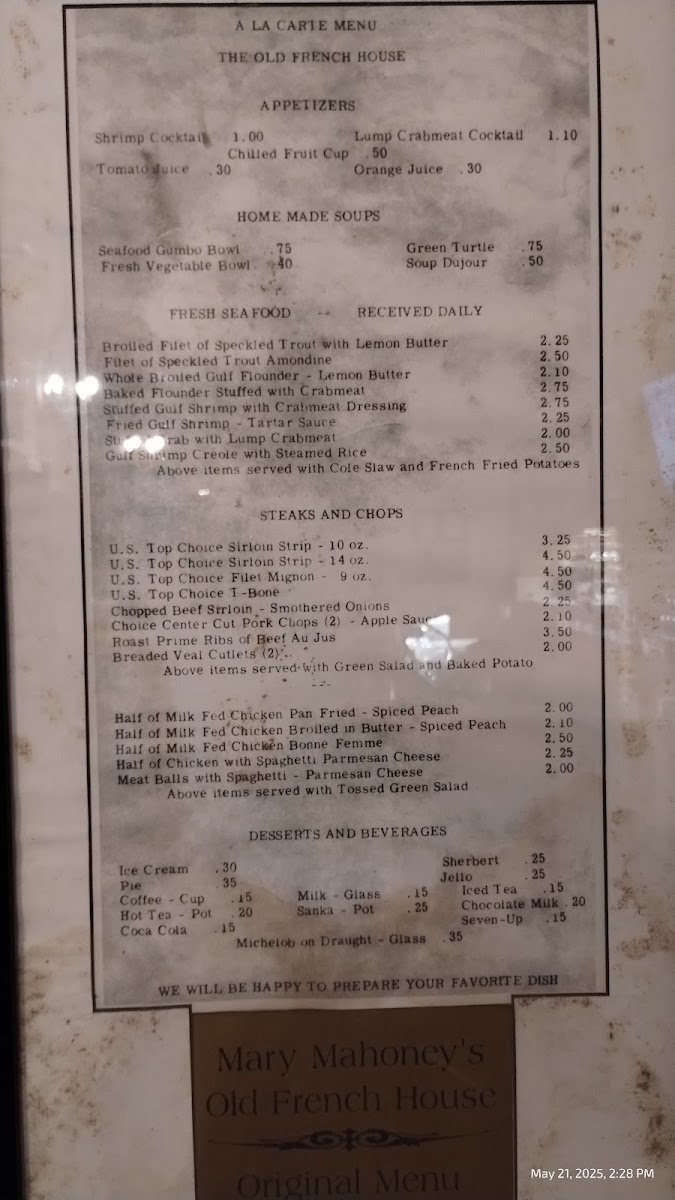 A LA CARTE MENU
THE OLD FRENCH HOUSE
APPETIZERS
Shrimp Cocktail 1.00 Lump Crabmeat Cocktail 1.10
Chilled Fruit Cup .50
Tomato Juice .30 Orange Juice .30
HOME MADE SOUPS
Seafood Gumbo Bowl .75 Green Turtle .75
Fresh Vegetable Bowl .40 Soup Dujour .50
FRESH SEA FOOD -- RECEIVED DAILY
Broiled Filet of Speckled Trout with Lemon Butter 2.25
Filet of Speckled Trout Amondine 2.50
Whole Broiled Gulf Flounder - Lemon Butter 2.10
Baked Flounder Stuffed with Crabmeat 2.75
Stuffed Gulf Shrimp with Crabmeat Dressing 2.75
Fried Gulf Shrimp - Tartar Sauce 2.25
Crab with Lump Crabmeat 2.00
Gulf Shrimp Creole with Steamed Rice 2.50
Above items served with Cole Slaw and French Fried Potatoes
STEAKS AND CHOPS
U.S. Top Choice Sirloin Strip - 10 oz. 3.25
U.S. Top Choice Sirloin Strip - 14 oz. 4.50
U.S. Top Choice Filet Mignon - 9 oz. 4.50
U.S. Top Choice T-Bone 4.50
Chopped Beef Sirloin - Smothered Onions 2.25
Choice Center Cut Pork Chops (2) - Apple Sauce 2.10
Roast Prime Ribs of Beef Au Jus 3.50
Breaded Veal Cutlets (2) 2.00
Above items served with Green Salad and Baked Potato
---
Half of Milk Fed Chicken Pan Fried - Spiced Peach 2.00
Half of Milk Fed Chicken Broiled in Butter - Spiced Peach 2.10
Half of Milk Fed Chicken Bonne Femme 2.50
Half of Chicken with Spaghetti Parmesan Cheese 2.25
Meat Balls with Spaghetti - Parmesan Cheese 2.00
Above items served with Tossed Green Salad
DESSERTS AND BEVERAGES
Ice Cream .30 Sherbert .25
Pie .35 Jello .25
Coffee - Cup .15 Milk - Glass .15 Iced Tea .15
Hot Tea - Pot .20 Sanka - Pot .25 Chocolate Milk .20
Coca Cola .15 Seven-Up .15
Michelob on Draught - Glass .35
WE WILL BE HAPPY TO PREPARE YOUR FAVORITE DISH
Mary Mahoney's
Old French House
Original Menu
May 21, 2025, 2:28 PM